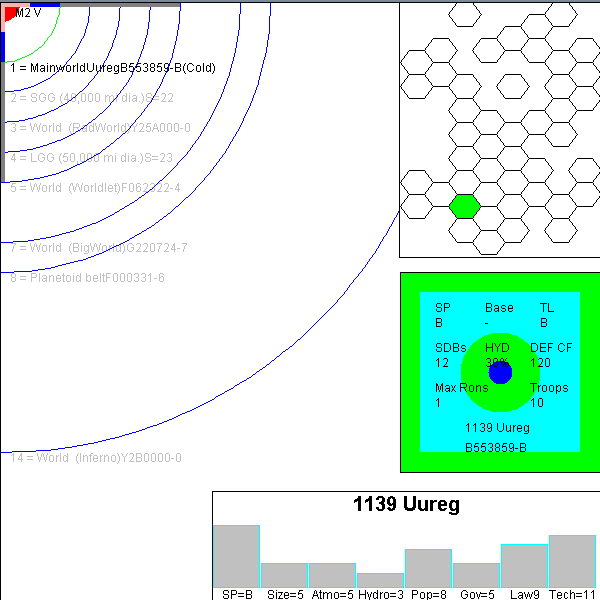 M2 V
1 = MainworldUuregB553859-B(Cold)
2 = SGG (40,000 mi dia.)S=22
3 = World  (RadWorld)Y25A000-0
4 = LGG (50,000 mi dia.)S=23
5 = World  (Worldlet)F062322-4
7 = World  (BigWorld)G220724-7
8 = Planetoid beltF000331-6
14 = World  (Inferno)Y2B0000-0
SP Base TL
B - B
SDBs HYD DEF CF
12 30% 120
Max Rons Troops
1 10
1139 Uureg
B553859-B
1139 Uureg
SP=B Size=5 Atmo=5 Hydro=3 Pop=8 Gov=5 Law9 Tech=11